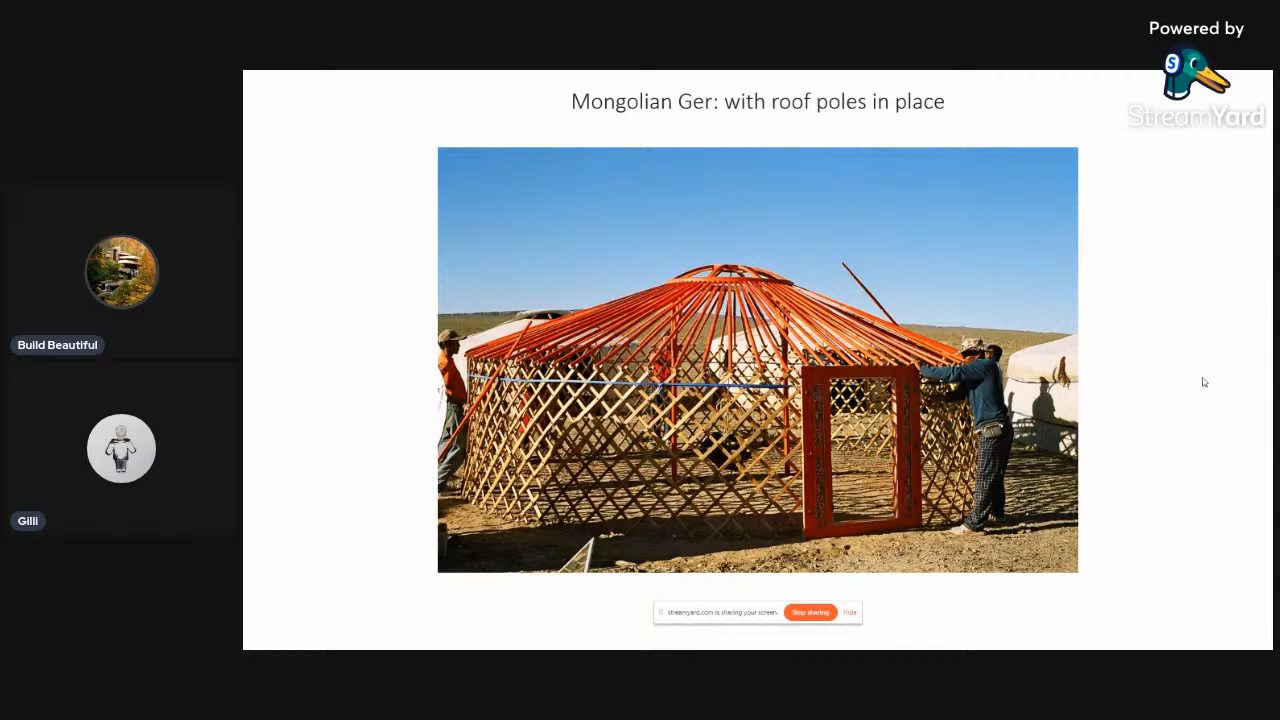 Powered by
S
StreamYard
Mongolian Ger: with roof poles in place
Build Beautiful
Gilli
streamyard.com is sharing your screen.
Stop sharing
Hide